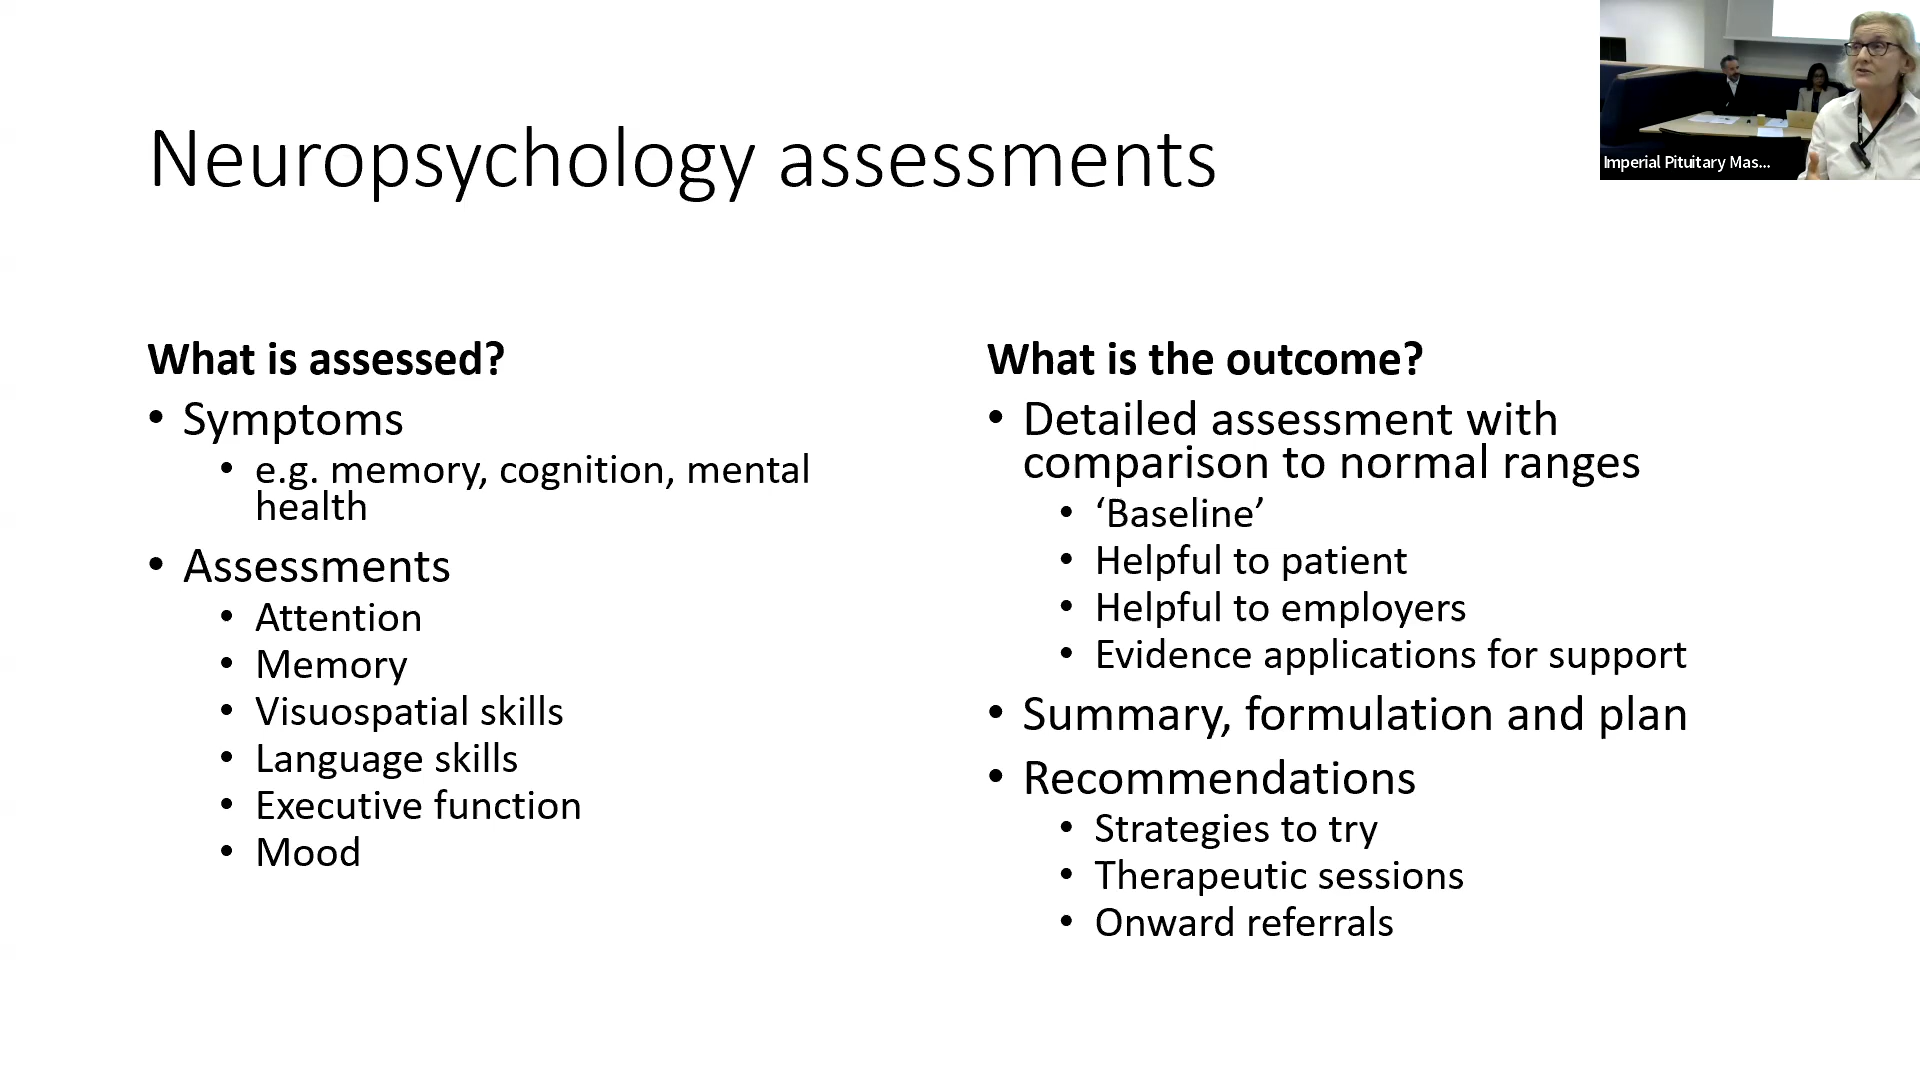 Neuropsychology assessments
Imperial Pituitary Mas...
What is assessed?
• Symptoms
• e.g. memory, cognition, mental
health
• Assessments
• Attention
• Memory
• Visuospatial skills
• Language skills
• Executive function
• Mood
What is the outcome?
• Detailed assessment with
comparison to normal ranges
• ‘Baseline’
• Helpful to patient
• Helpful to employers
• Evidence applications for support
• Summary, formulation and plan
• Recommendations
• Strategies to try
• Therapeutic sessions
• Onward referrals